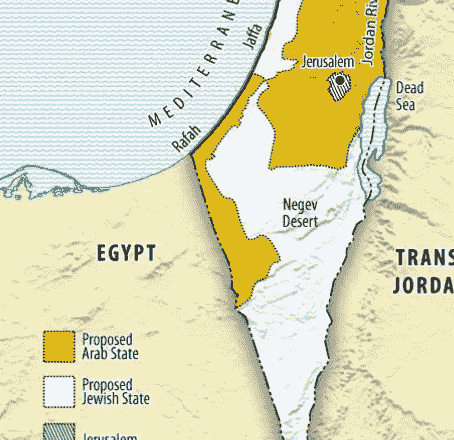 MEDITERRANE
Jaffa
Jordan Riv
Jerusalem
Dead
Sea
Rafah
Negev
Desert
EGYPT
TRANS
JORDA
Proposed
Arab State
Proposed
Jewish State
Jerusalem